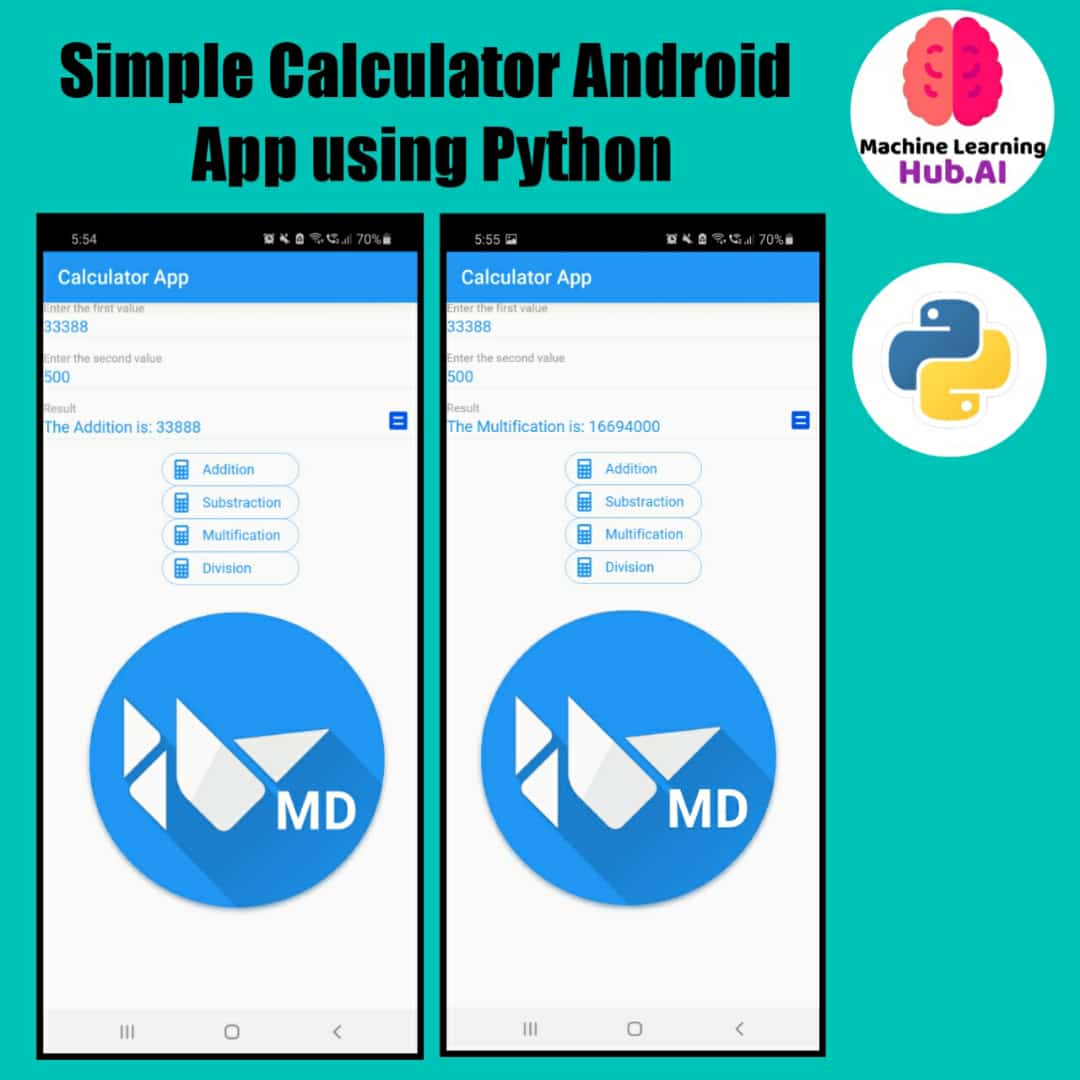 Simple Calculator Android
App using Python
Machine Learning
Hub.AI
5:54
70%
Calculator App
Enter the first value
33388
Enter the second value
500
Result
The Addition is: 33888
Addition
Substraction
Multification
Division
MD
5:55
70%
Calculator App
Enter the first value
33388
Enter the second value
500
Result
The Multification is: 16694000
Addition
Substraction
Multification
Division
MD